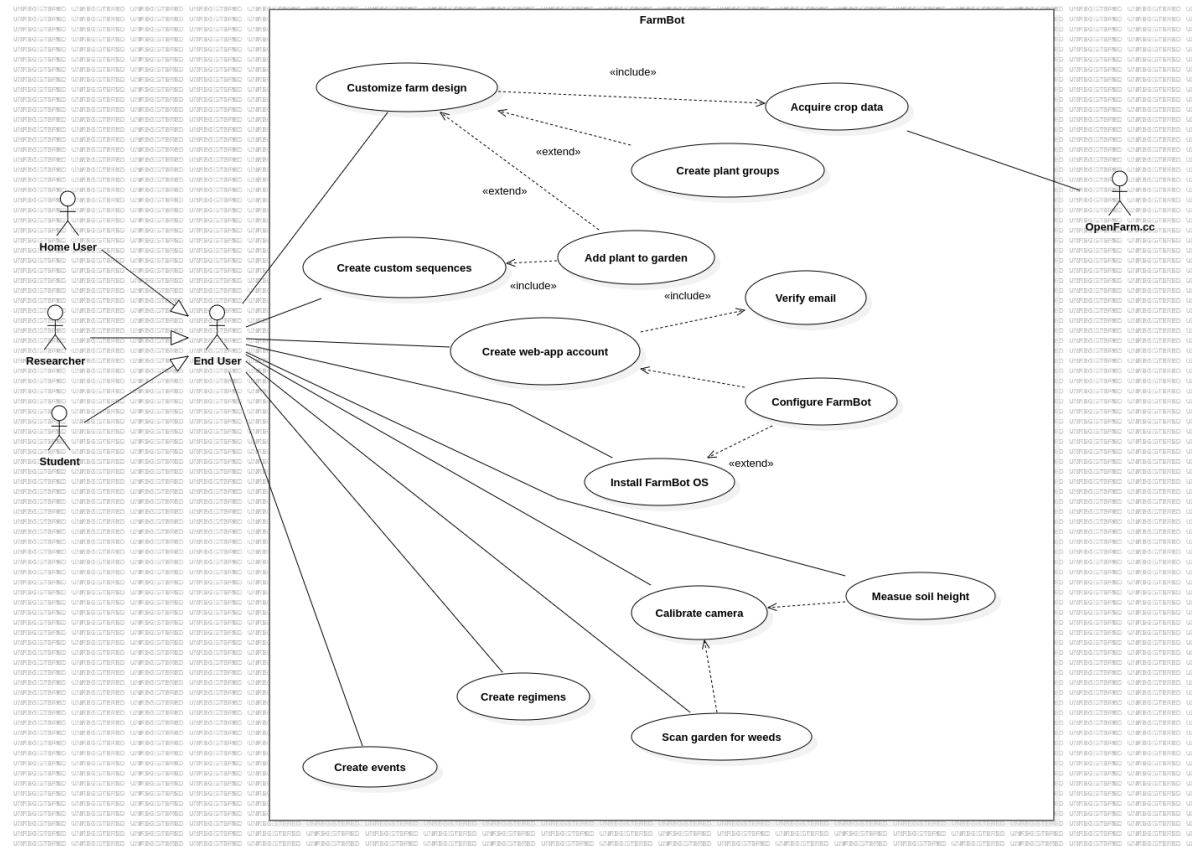 FarmBot
«include»
Customize farm design
Acquire crop data
«extend»
Create plant groups
«extend»
OpenFarm.cc
Home User
Add plant to garden
Create custom sequences
«include»
«include»
Verify email
Create web-app account
Researcher
End User
Configure FarmBot
Student
«extend»
Install FarmBot OS
Measue soil height
Calibrate camera
Create regimens
Scan garden for weeds
Create events